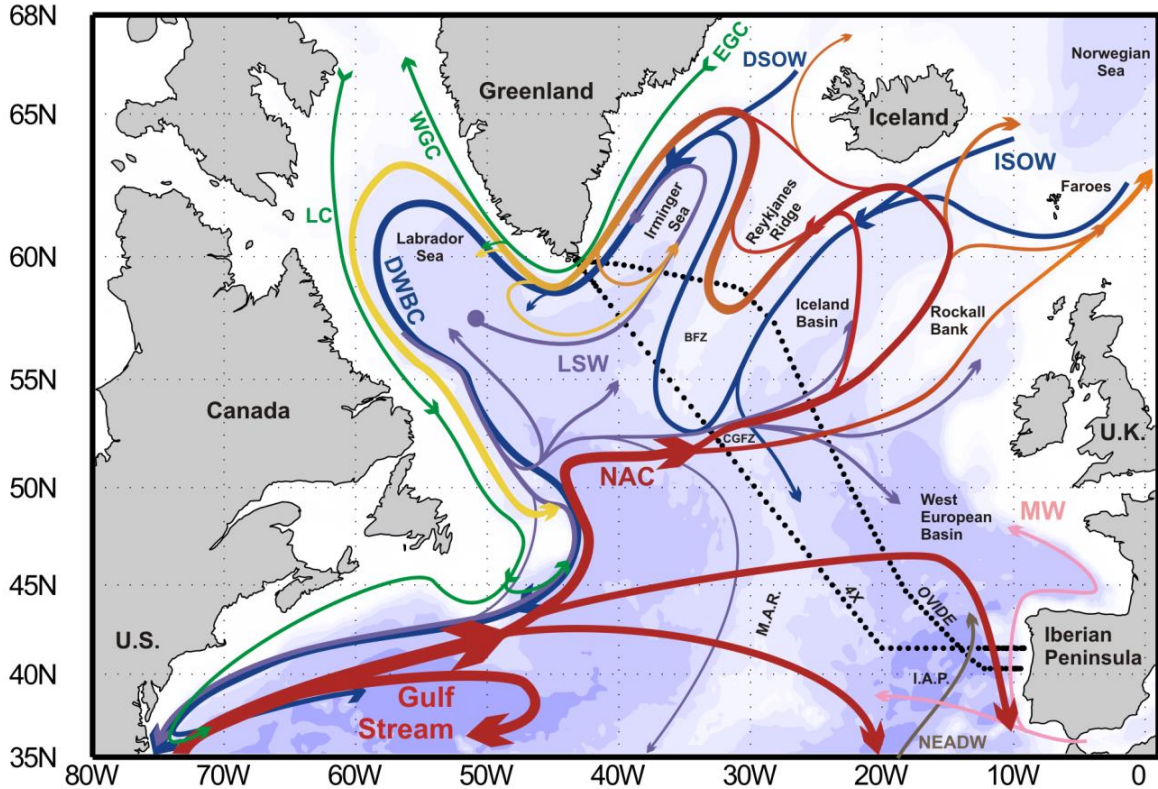 68N
65N
60N
55N
50N
45N
40N
35N
80W
70W
60W
50W
40W
30W
20W
10W
0
Greenland
EGC
DSOW
Norwegian
Sea
Iceland
WGC
ISOW
LC
Faroes
Labrador
Sea
Irminger
Sea
Reykjanes
Ridge
DWBC
Iceland
Basin
Rockall
Bank
BFZ
LSW
Canada
U.K.
CGFZ
NAC
West
European
Basin
MW
4X
OVIDE
M.A.R.
U.S.
Iberian
Peninsula
I.A.P.
Gulf
Stream
NEADW